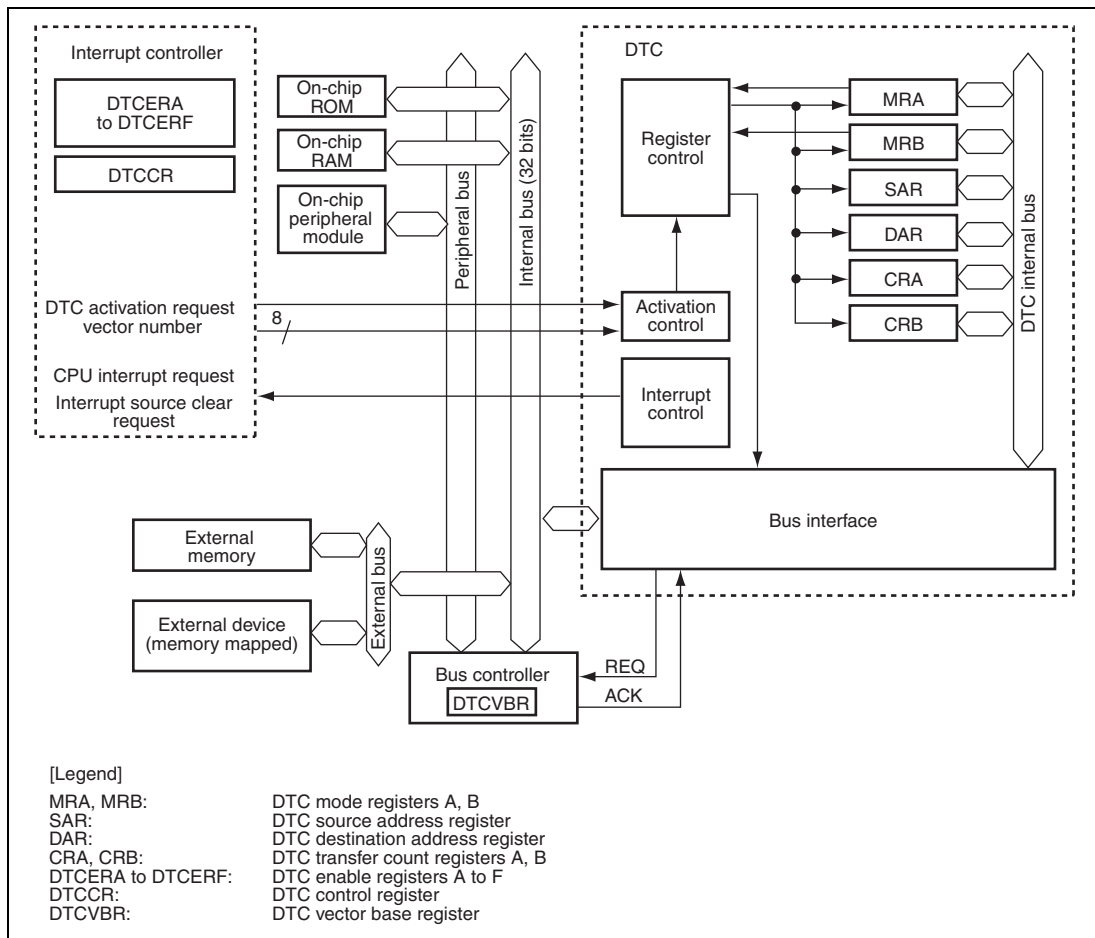 Interrupt controller
DTCERA
to DTCERF
DTCCR
DTC activation request
vector number
8
CPU interrupt request
Interrupt source clear
request
On-chip
ROM
On-chip
RAM
On-chip
peripheral
module
Peripheral bus
Internal bus (32 bits)
DTC
Register
control
Activation
control
Interrupt
control
MRA
MRB
SAR
DAR
CRA
CRB
DTC internal bus
Bus interface
External
memory
External device
(memory mapped)
External bus
Bus controller
DTCVBR
REQ
ACK
[Legend]
MRA, MRB: DTC mode registers A, B
SAR: DTC source address register
DAR: DTC destination address register
CRA, CRB: DTC transfer count registers A, B
DTCERA to DTCERF: DTC enable registers A to F
DTCCR: DTC control register
DTCVBR: DTC vector base register